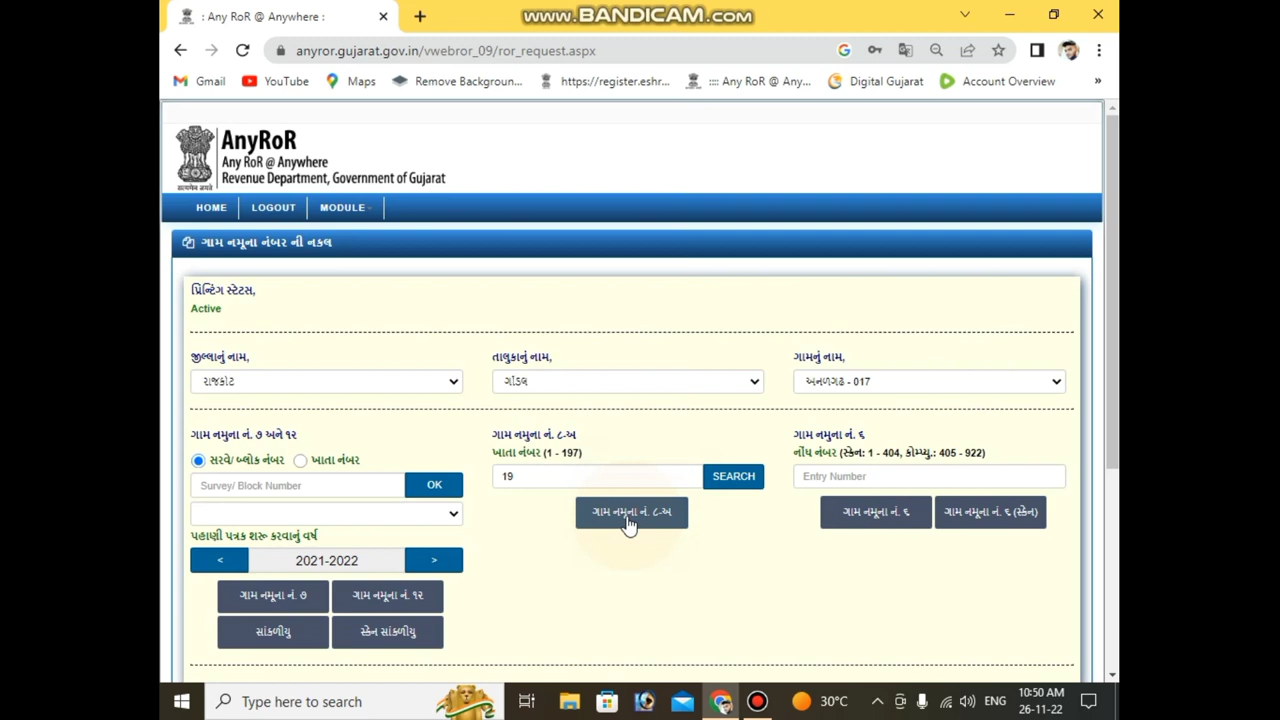 : Any RoR @ Anywhere :
www.BANDICAM.com
anyror.gujarat.gov.in/vwebror_09/ror_request.aspx
Gmail YouTube Maps Remove Backgroun... https://register.eshr... :::: Any RoR @ Any... Digital Gujarat Account Overview »
AnyRoR
Any RoR @ Anywhere
Revenue Department, Government of Gujarat
सत्यमेव जयते
HOME LOGOUT MODULE
ગામ નમૂના નંબર ની નકલ
પ્રિન્ટિંગ સ્ટેટસ,
Active
જીલ્લાનું નામ, તાલુકાનું નામ, ગામનું નામ,
રાજકોટ ગોંડલ અનળગઢ - 017
ગામ નમુના નં. ૭ અને ૧૨ ગામ નમુના નં. ૮-અ ગામ નમુના નં. ૬
સરવે/ બ્લોક નંબર ખાતા નંબર ખાતા નંબર (1 - 197) નોંધ નંબર (સ્કેન: 1 - 404, કોમ્પ્યુ.: 405 - 922)
Survey/ Block Number OK 19 SEARCH Entry Number
ગામ નમૂના નં. ૮-અ ગામ નમૂના નં. ૬ ગામ નમૂના નં. ૬ (સ્કેન)
પહાણી પત્રક શરૂ કરવાનું વર્ષ
< 2021-2022 >
ગામ નમૂના નં. ૭ ગામ નમૂના નં. ૧૨
સાંકળીયુ સ્કેન સાંકળીયુ
Type here to search 30°C ENG 10:50 AM
26-11-22